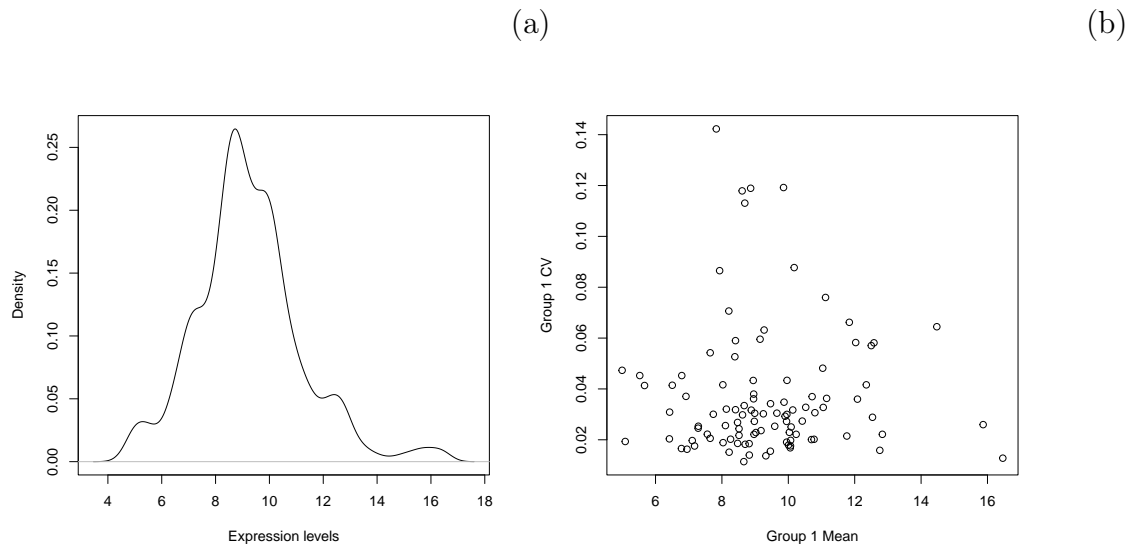 (a)
(b)
0.25
0.20
0.15
0.10
0.05
0.00
Density
4 6 8 10 12 14 16 18
Expression levels
0.14
0.12
0.10
0.08
0.06
0.04
0.02
Group 1 CV
6 8 10 12 14 16
Group 1 Mean